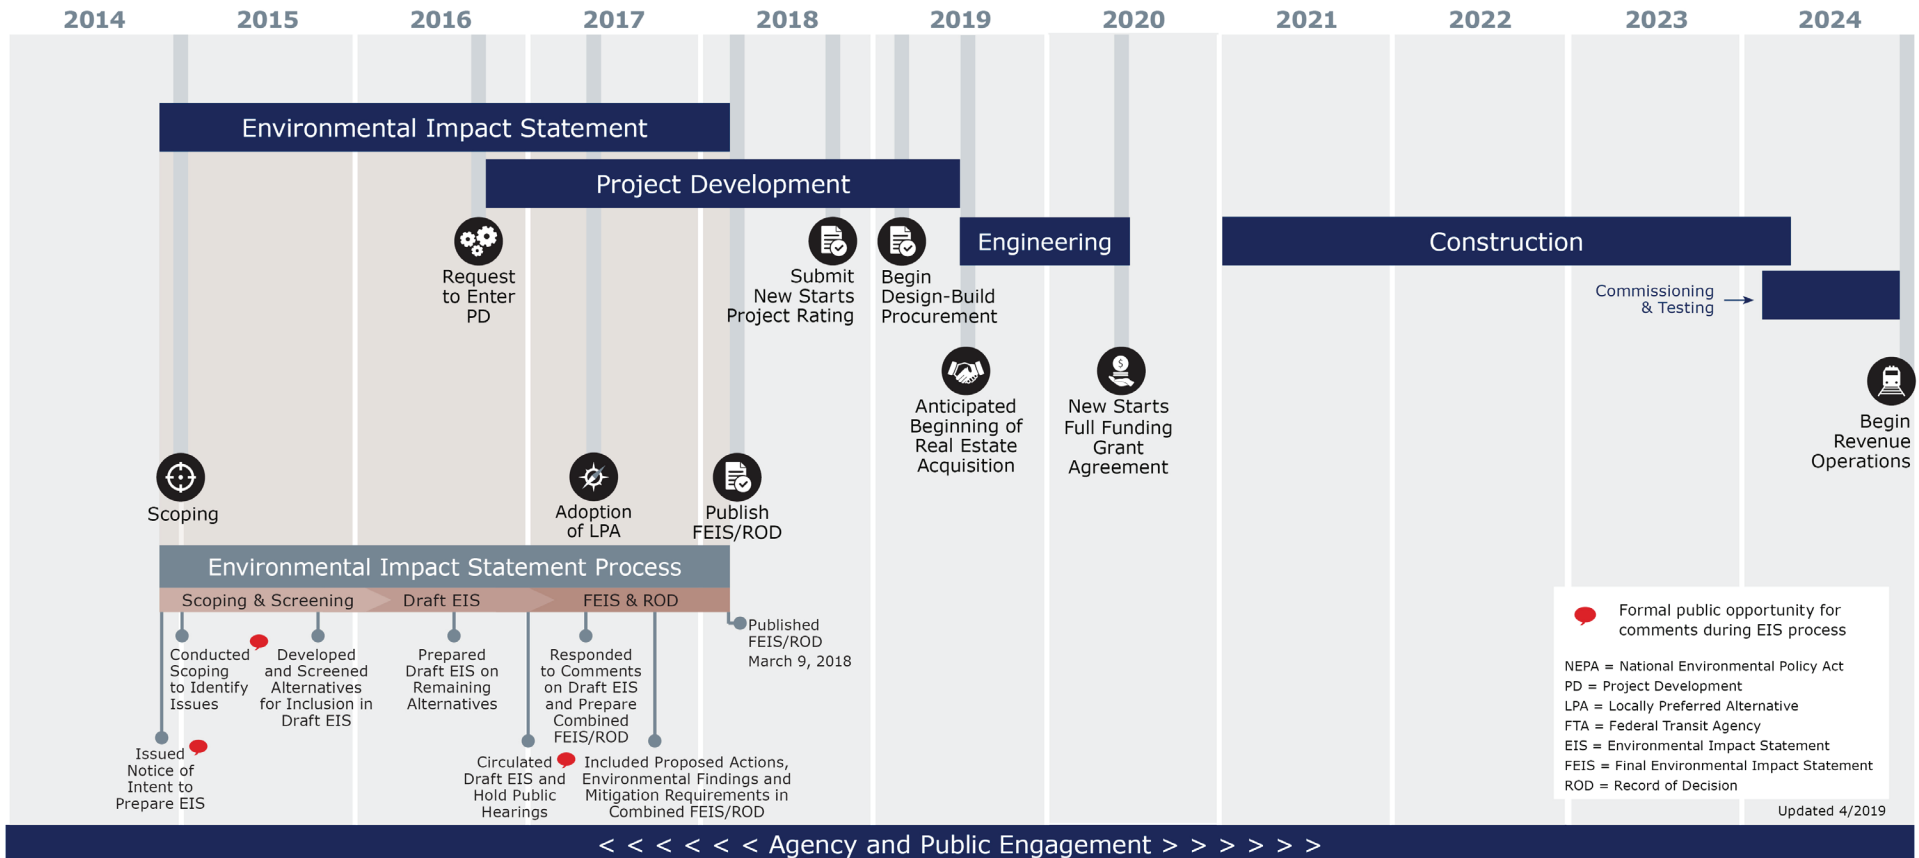 2014 2015 2016 2017 2018 2019 2020 2021 2022 2023 2024
Environmental Impact Statement
Project Development
Engineering
Construction
Commissioning
& Testing
Request
to Enter
PD
Submit
New Starts
Project Rating
Begin
Design-Build
Procurement
Anticipated
Beginning of
Real Estate
Acquisition
New Starts
Full Funding
Grant
Agreement
$
Begin
Revenue
Operations
Scoping
Adoption
of LPA
Publish
FEIS/ROD
Environmental Impact Statement Process
Scoping & Screening
Draft EIS
FEIS & ROD
Issued
Notice of
Intent to
Prepare EIS
Conducted
Scoping
to Identify
Issues
Developed
and Screened
Alternatives
for Inclusion in
Draft EIS
Prepared
Draft EIS on
Remaining
Alternatives
Circulated
Draft EIS and
Hold Public
Hearings
Responded
to Comments
on Draft EIS
and Prepare
Combined
FEIS/ROD
Included Proposed Actions,
Environmental Findings and
Mitigation Requirements in
Combined FEIS/ROD
Published
FEIS/ROD
March 9, 2018
Formal public opportunity for
comments during EIS process
NEPA = National Environmental Policy Act
PD = Project Development
LPA = Locally Preferred Alternative
FTA = Federal Transit Agency
EIS = Environmental Impact Statement
FEIS = Final Environmental Impact Statement
ROD = Record of Decision
Updated 4/2019
< < < < < < Agency and Public Engagement > > > > > >